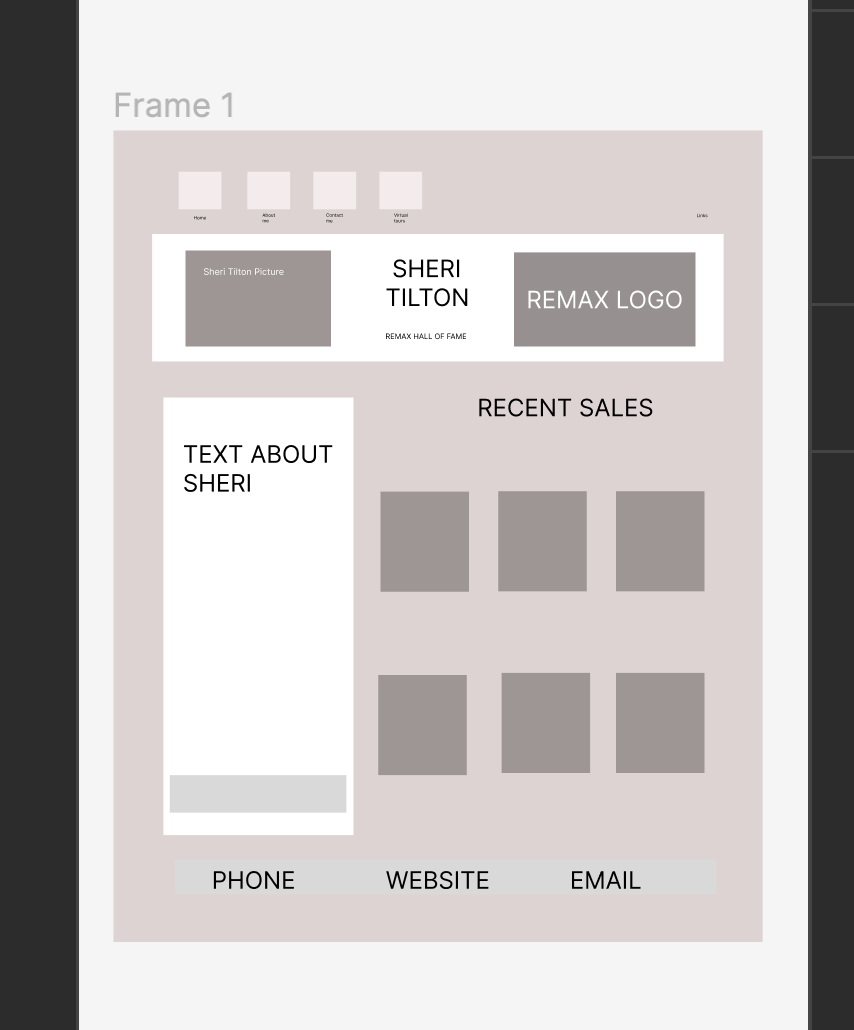 Frame 1
Home
About
me
Contact
me
Virtual
tours
Links
Sheri Tilton Picture
SHERI
TILTON
REMAX HALL OF FAME
REMAX LOGO
RECENT SALES
TEXT ABOUT
SHERI
PHONE WEBSITE EMAIL